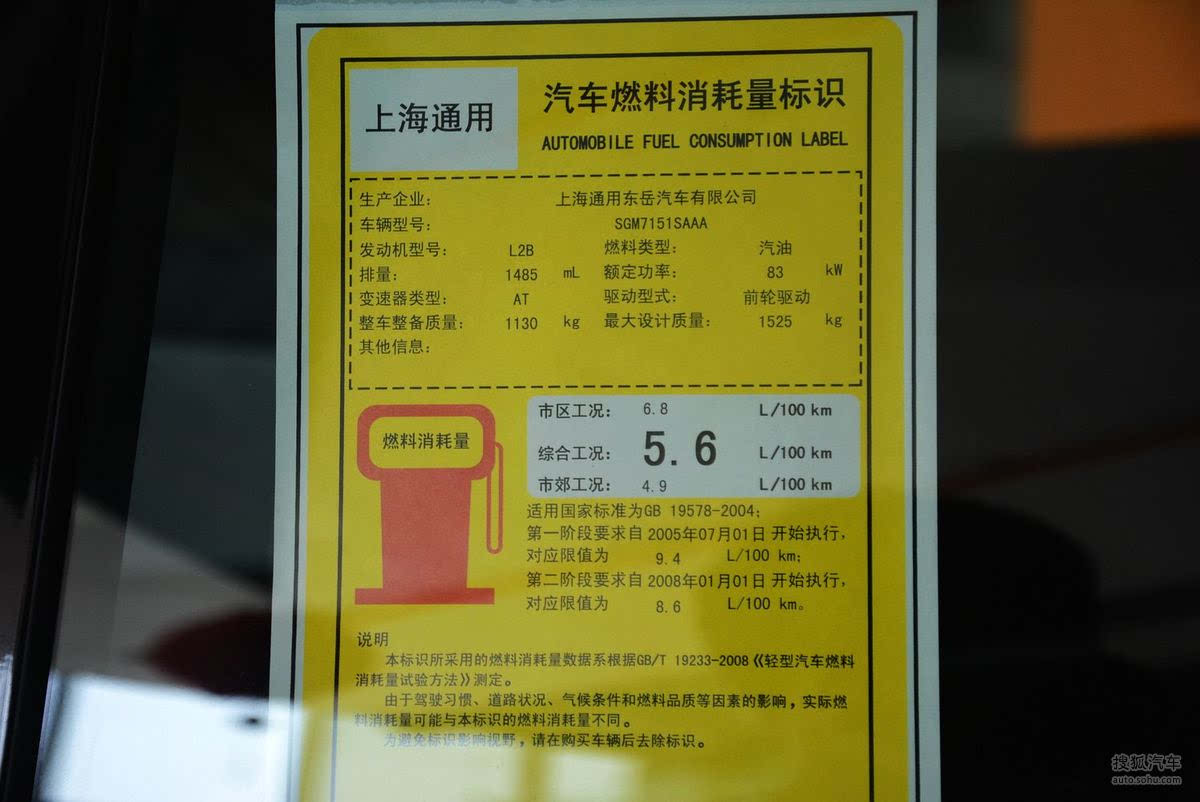 上海通用
汽车燃料消耗量标识
AUTOMOBILE FUEL CONSUMPTION LABEL
生产企业: 上海通用东岳汽车有限公司
车辆型号: SGM7151SAAA
发动机型号: L2B 燃料类型: 汽油
排量: 1485 mL 额定功率: 83 kW
变速器类型: AT 驱动型式: 前轮驱动
整车整备质量: 1130 kg 最大设计质量: 1525 kg
其他信息:
燃料消耗量
市区工况: 6.8 L/100 km
综合工况: 5.6 L/100 km
市郊工况: 4.9 L/100 km
适用国家标准为GB 19578-2004;
第一阶段要求自 2005年07月01日 开始执行,
对应限值为 9.4 L/100 km;
第二阶段要求自 2008年01月01日 开始执行,
对应限值为 8.6 L/100 km。
说明
本标识所采用的燃料消耗量数据系根据GB/T 19233-2008《轻型汽车燃料
消耗量试验方法》测定。
由于驾驶习惯、道路状况、气候条件和燃料品质等因素的影响,实际燃
料消耗量可能与本标识的燃料消耗量不同。
为避免标识影响视野,请在购买车辆后去除标识。
搜狐汽车
auto.sohu.com